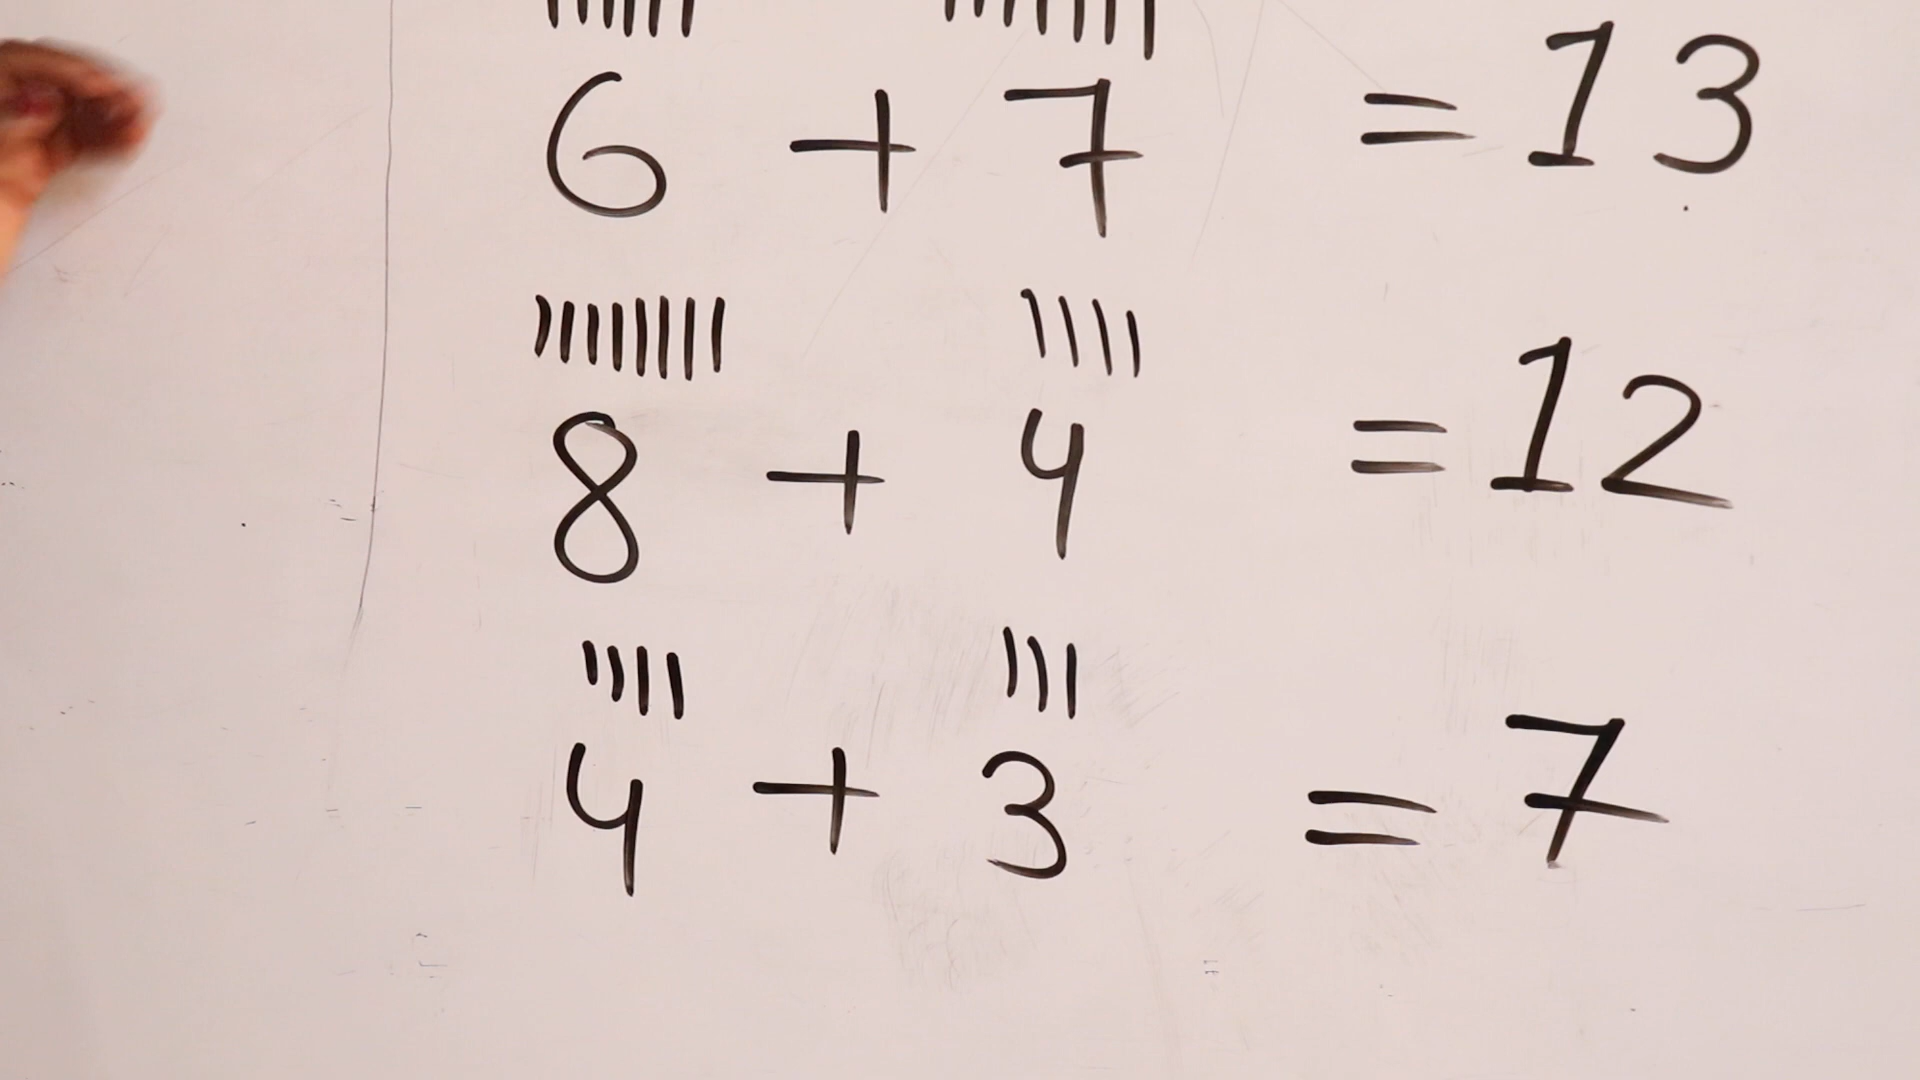 6 + 7 = 13
8 + 4 = 12
4 + 3 = 7